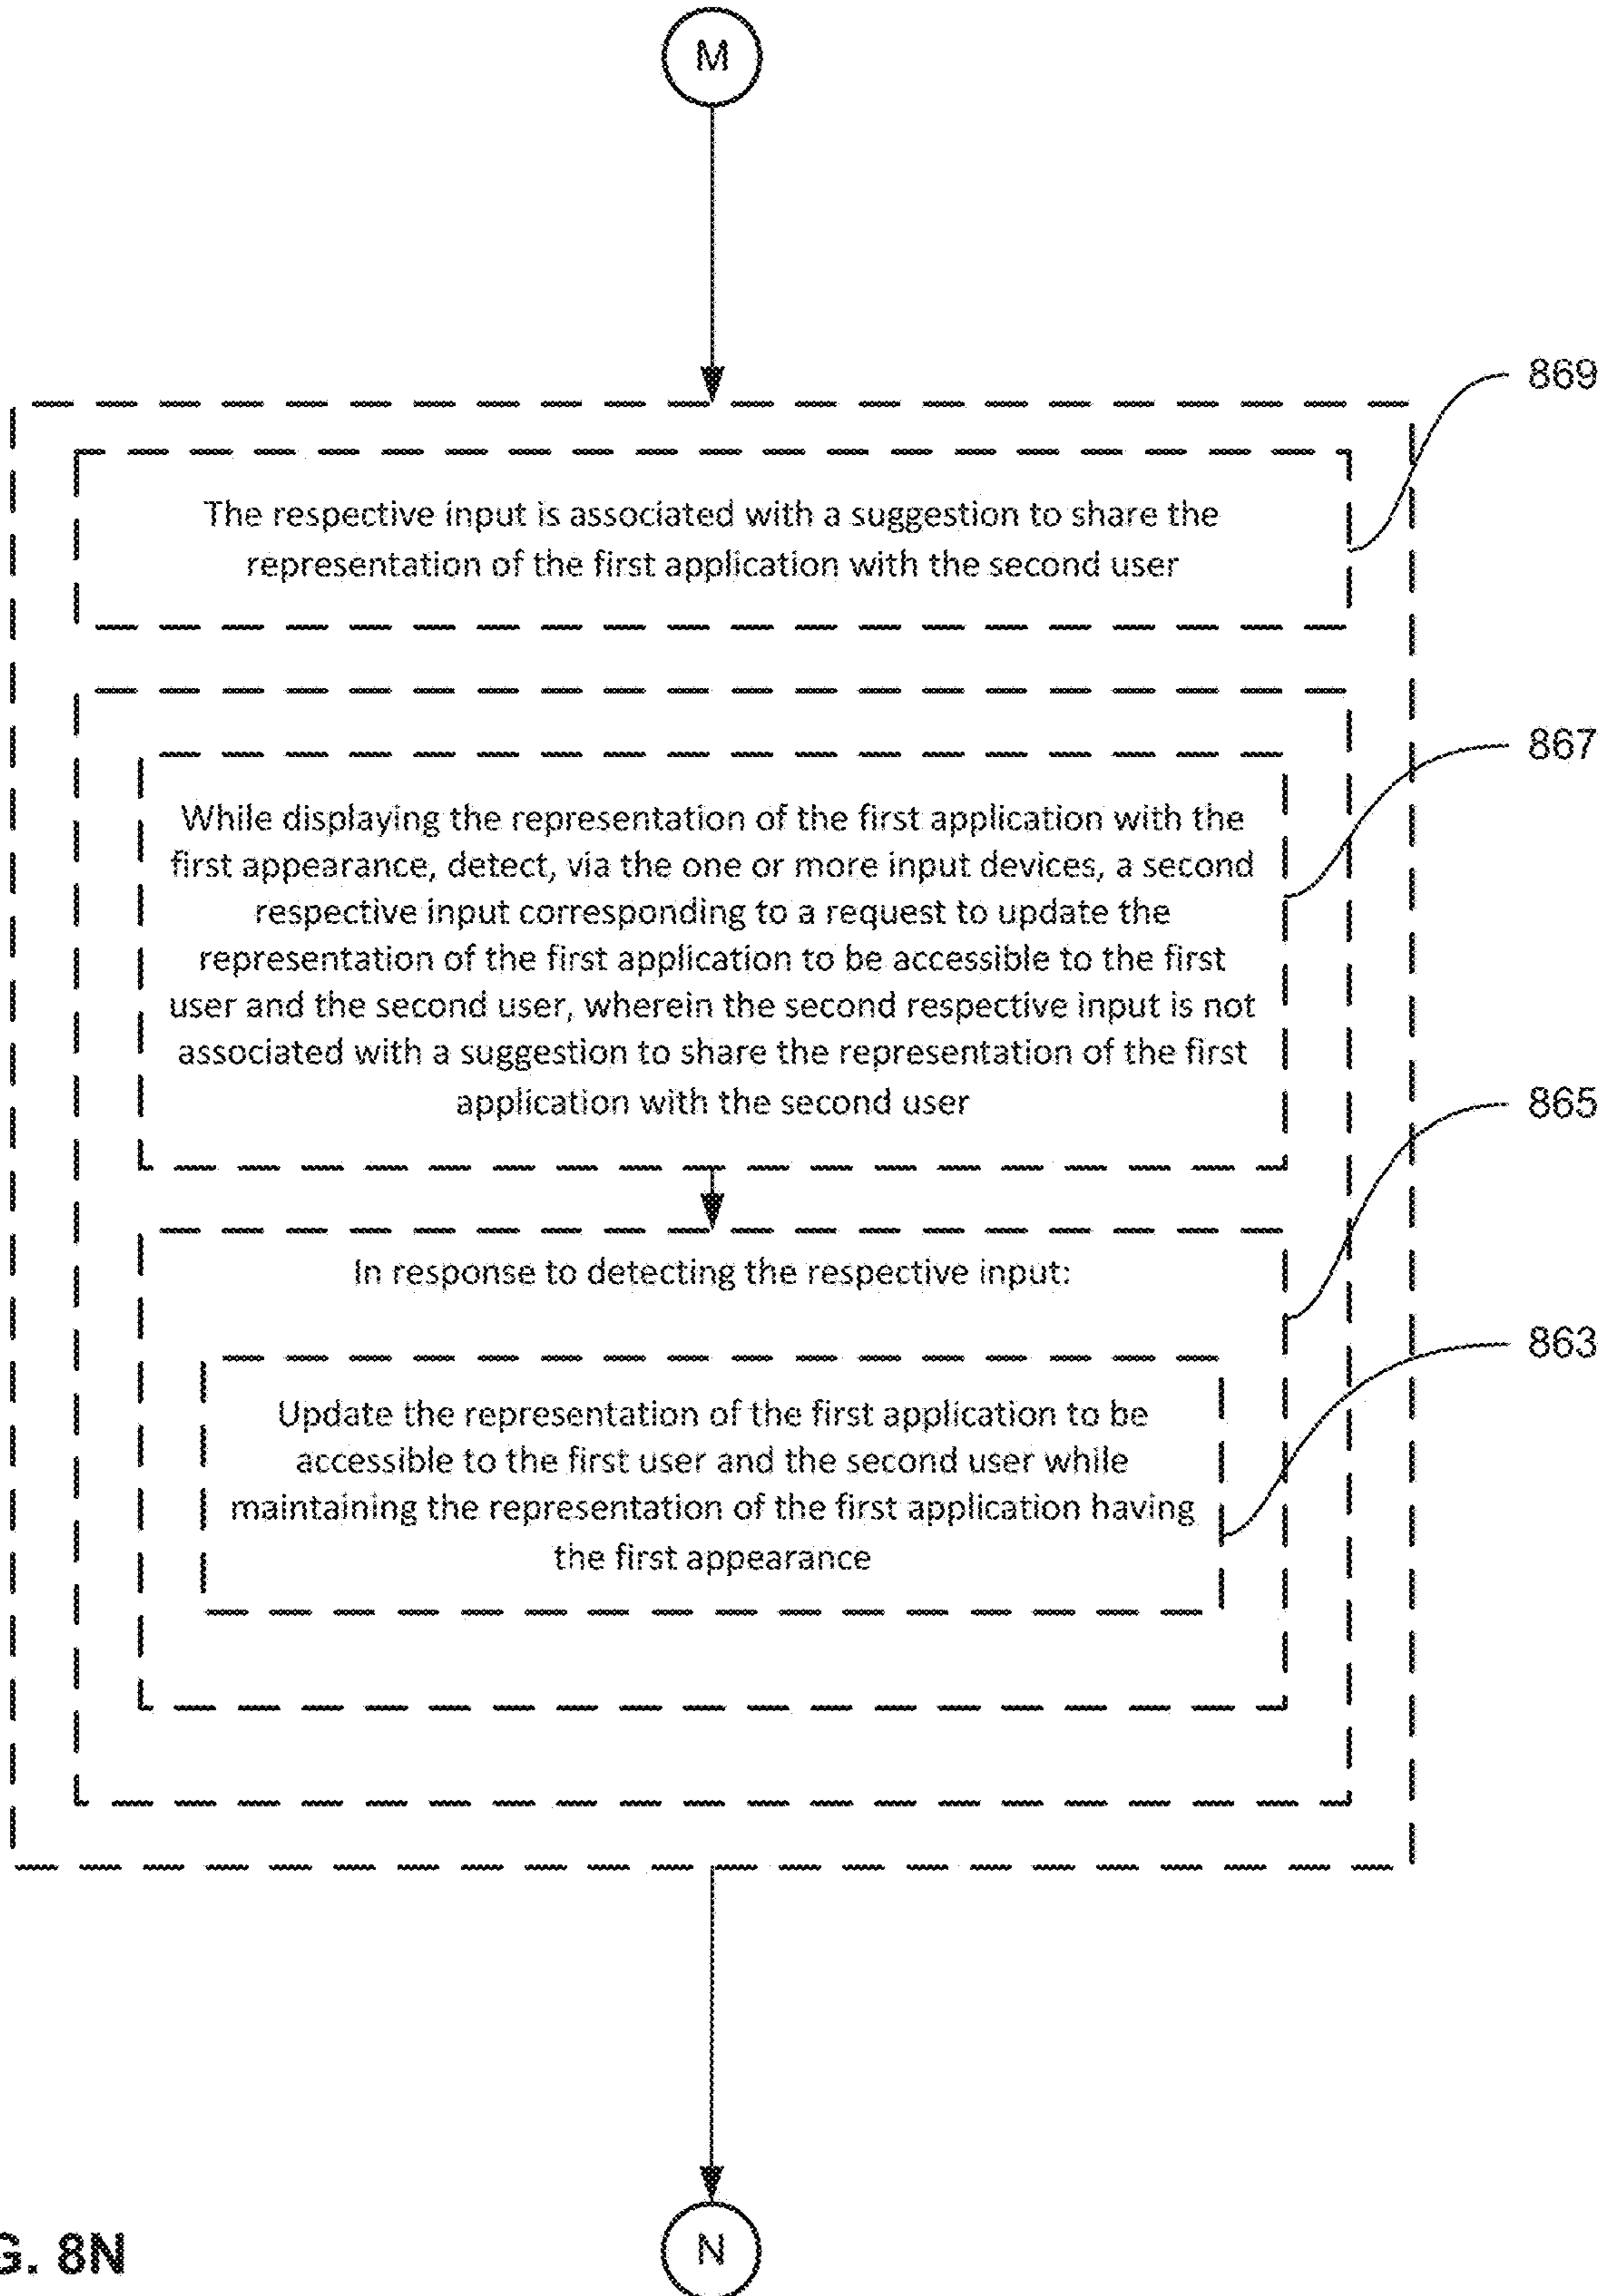 M
869
The respective input is associated with a suggestion to share the
representation of the first application with the second user
867
While displaying the representation of the first application with the
first appearance, detect, via the one or more input devices, a second
respective input corresponding to a request to update the
representation of the first application to be accessible to the first
user and the second user, wherein the second respective input is not
associated with a suggestion to share the representation of the first
application with the second user
865
In response to detecting the respective input:
863
Update the representation of the first application to be
accessible to the first user and the second user while
maintaining the representation of the first application having
the first appearance
G. 8N
N